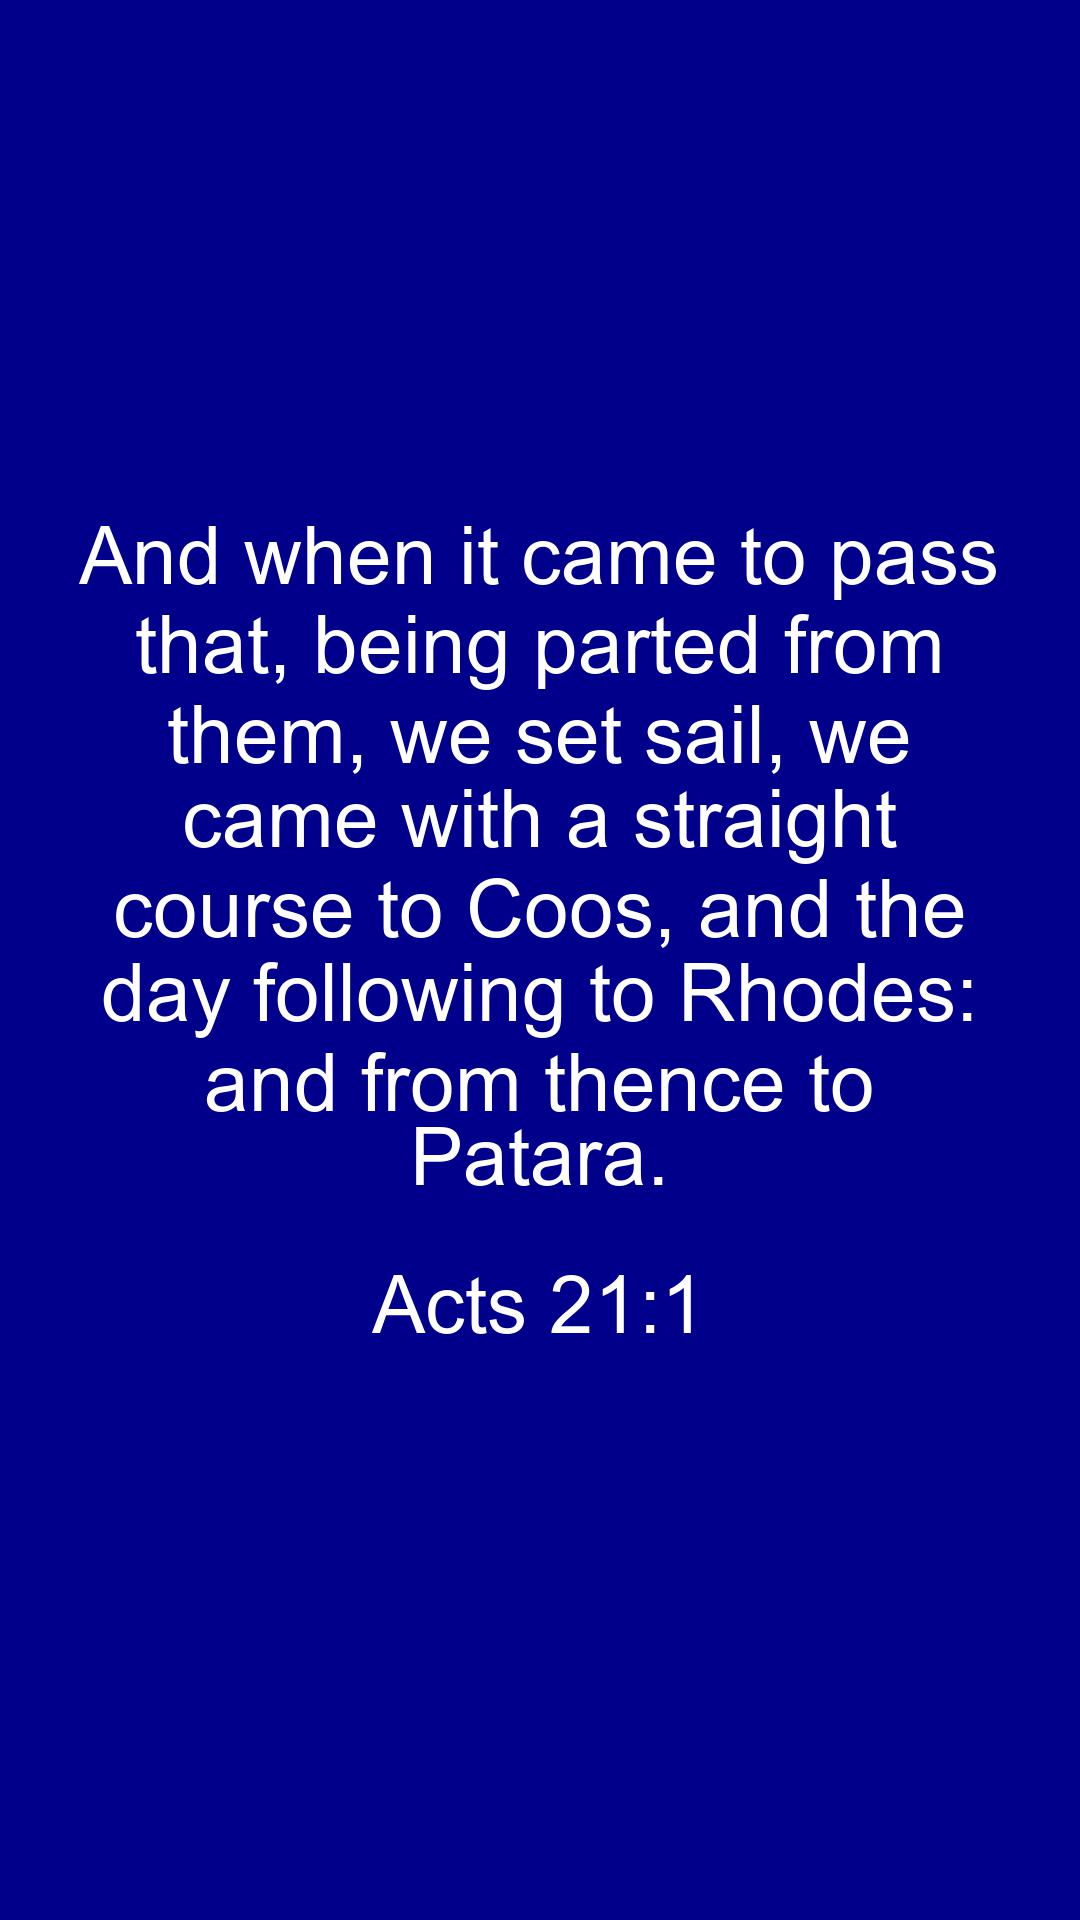 And when it came to pass
that, being parted from
them, we set sail, we
came with a straight
course to Coos, and the
day following to Rhodes:
and from thence to
Patara.
Acts 21:1